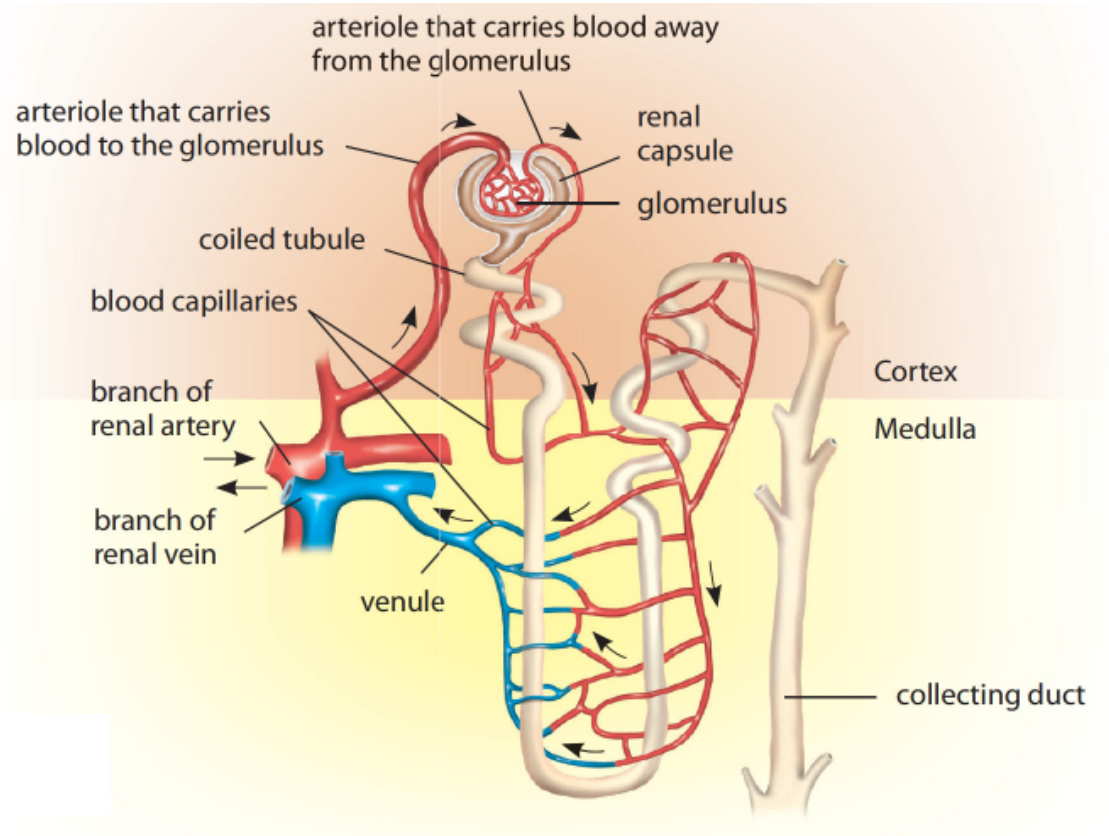 arteriole that carries blood away
from the glomerulus
arteriole that carries
blood to the glomerulus
renal
capsule
glomerulus
coiled tubule
blood capillaries
branch of
renal artery
Cortex
Medulla
branch of
renal vein
venule
collecting duct